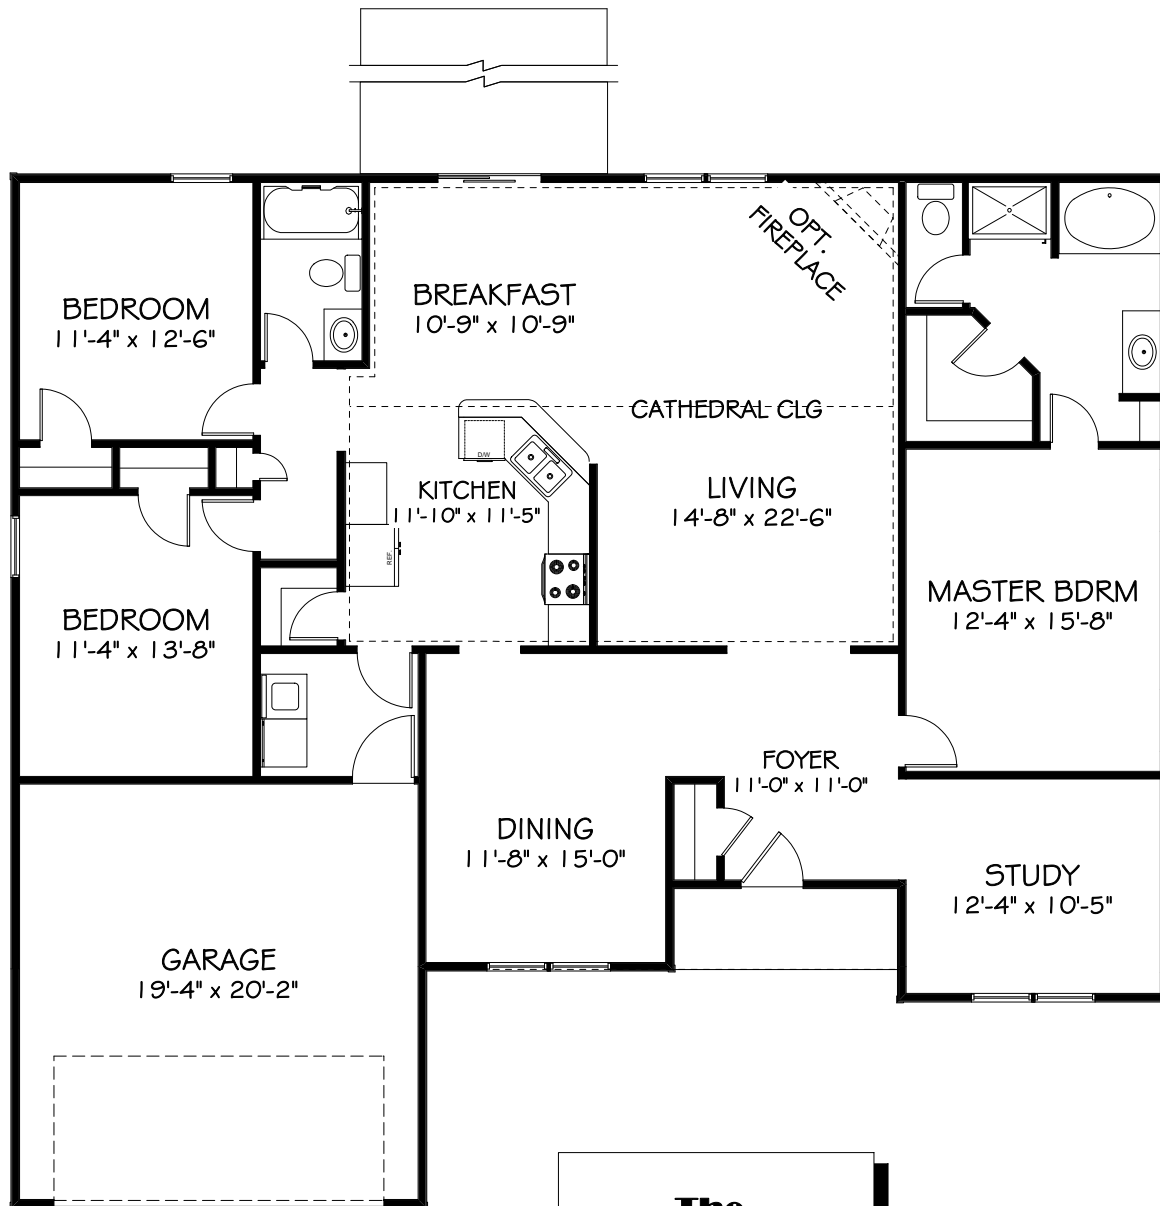 OPT.
FIREPLACE
BREAKFAST
10'-9" x 10'-9"
BEDROOM
11'-4" x 12'-6"
CATHEDRAL CLG
D/W
KITCHEN
11'-10" x 11'-5"
LIVING
14'-8" x 22'-6"
REF.
MASTER BDRM
12'-4" x 15'-8"
BEDROOM
11'-4" x 13'-8"
FOYER
11'-0" x 11'-0"
DINING
11'-8" x 15'-0"
STUDY
12'-4" x 10'-5"
GARAGE
19'-4" x 20'-2"
The